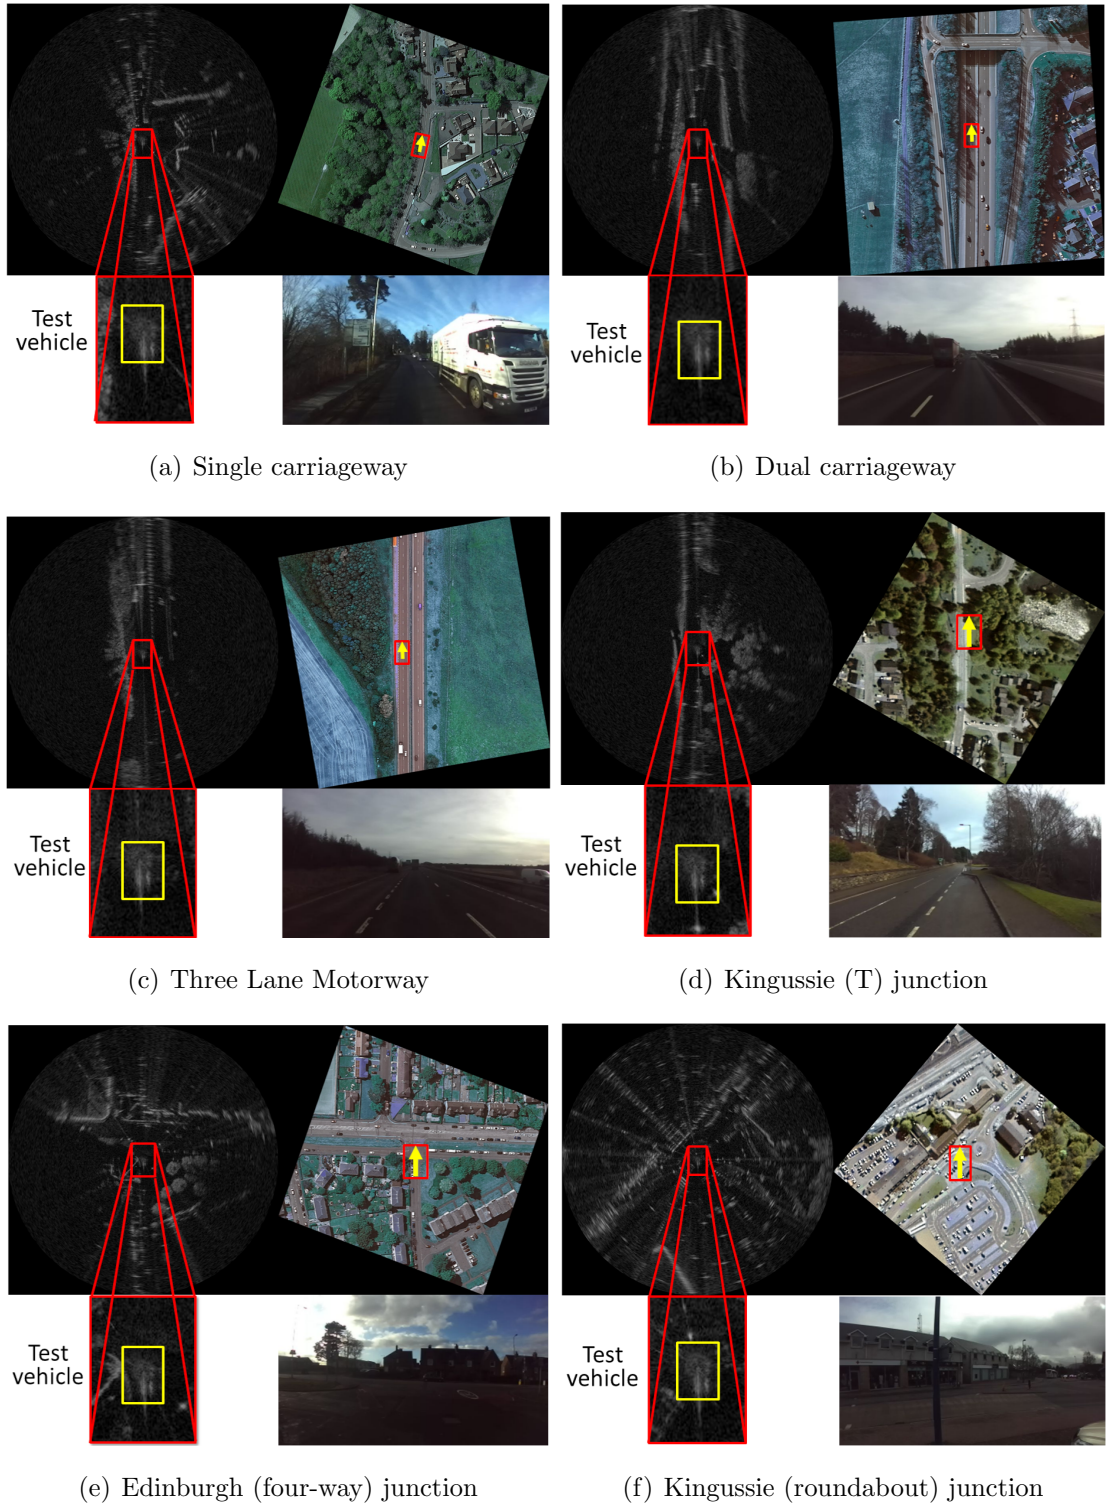 Test
vehicle
Test
vehicle
(a) Single carriageway
(b) Dual carriageway
Test
vehicle
Test
vehicle
(c) Three Lane Motorway
(d) Kingussie (T) junction
Test
vehicle
Test
vehicle
(e) Edinburgh (four-way) junction
(f) Kingussie (roundabout) junction